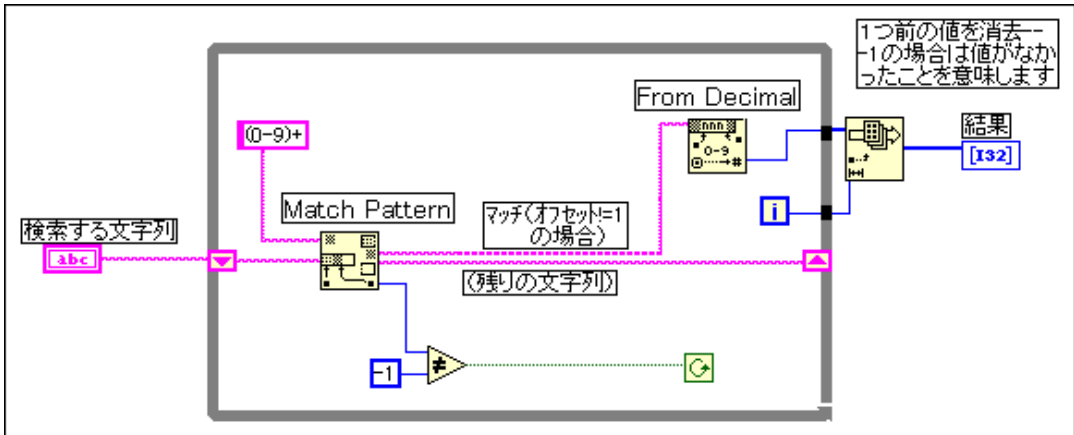 1つ前の値を消去--
-1の場合は値がなか
ったことを意味します
From Decimal
nnn
0-9
#
(0-9)+
結果
[I32]
i
Match Pattern
マッチ(オフセット!=1
の場合)
検索する文字列
abc
(残りの文字列)
-1
≠